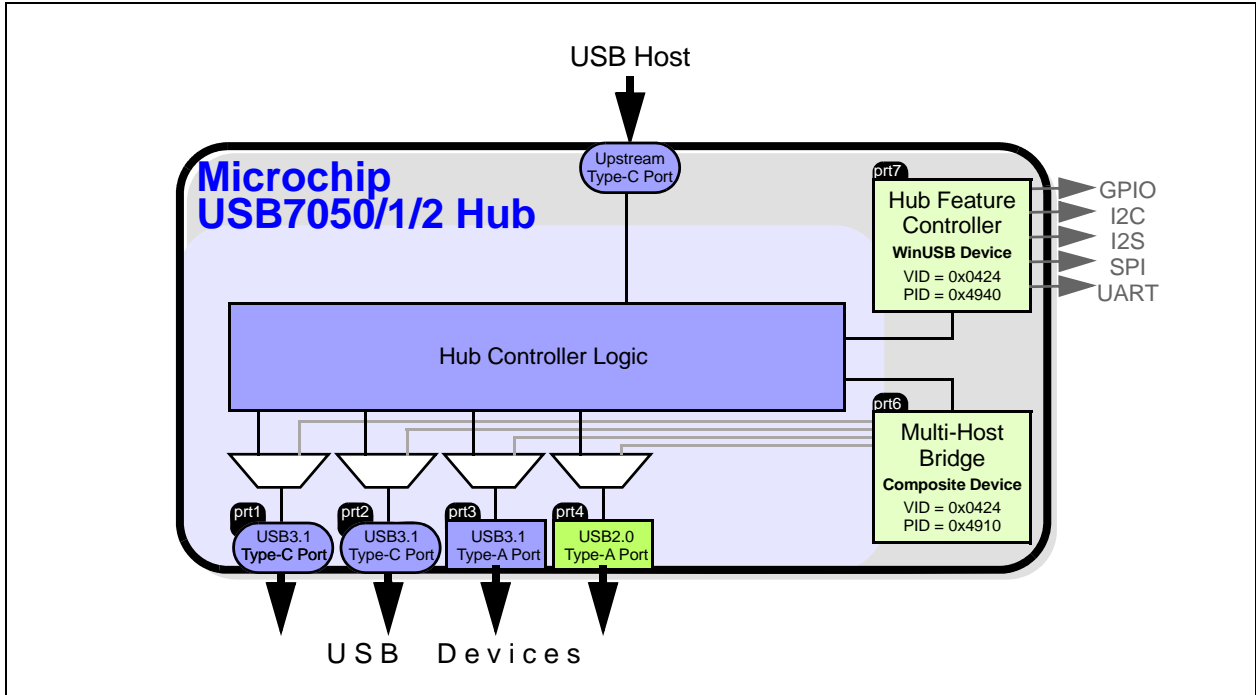 USB Host
Upstream
Type-C Port
Microchip
USB7050/1/2 Hub
prt7
Hub Feature
Controller
WinUSB Device
VID = 0x0424
PID = 0x4940
GPIO
I2C
I2S
SPI
UART
Hub Controller Logic
prt6
Multi-Host
Bridge
Composite Device
VID = 0x0424
PID = 0x4910
prt1
USB3.1
Type-C Port
prt2
USB3.1
Type-C Port
prt3
USB3.1
Type-A Port
prt4
USB2.0
Type-A Port
USB Devices